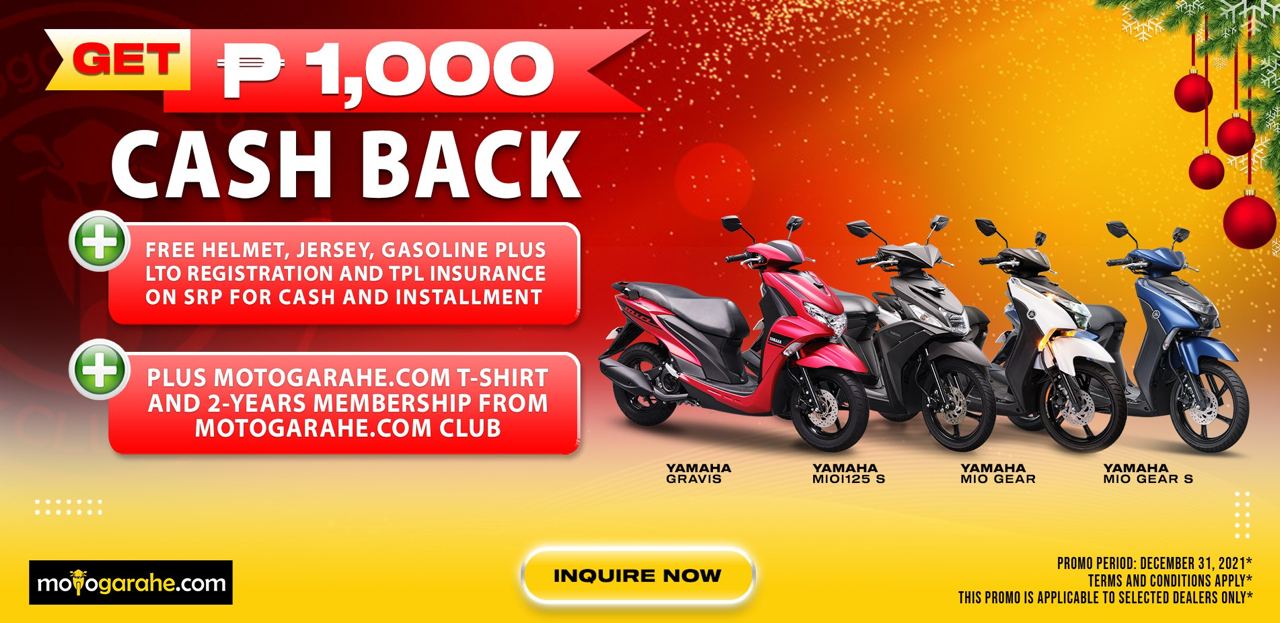 GET ₱ 1,000
CASH BACK
FREE HELMET, JERSEY, GASOLINE PLUS
LTO REGISTRATION AND TPL INSURANCE
ON SRP FOR CASH AND INSTALLMENT
PLUS MOTOGARAHE.COM T-SHIRT
AND 2-YEARS MEMBERSHIP FROM
MOTOGARAHE.COM CLUB
YAMAHA
GRAVIS
YAMAHA
MIOI125 S
YAMAHA
MIO GEAR
YAMAHA
MIO GEAR S
motogarahe.com
INQUIRE NOW
PROMO PERIOD: DECEMBER 31, 2021*
TERMS AND CONDITIONS APPLY*
THIS PROMO IS APPLICABLE TO SELECTED DEALERS ONLY*